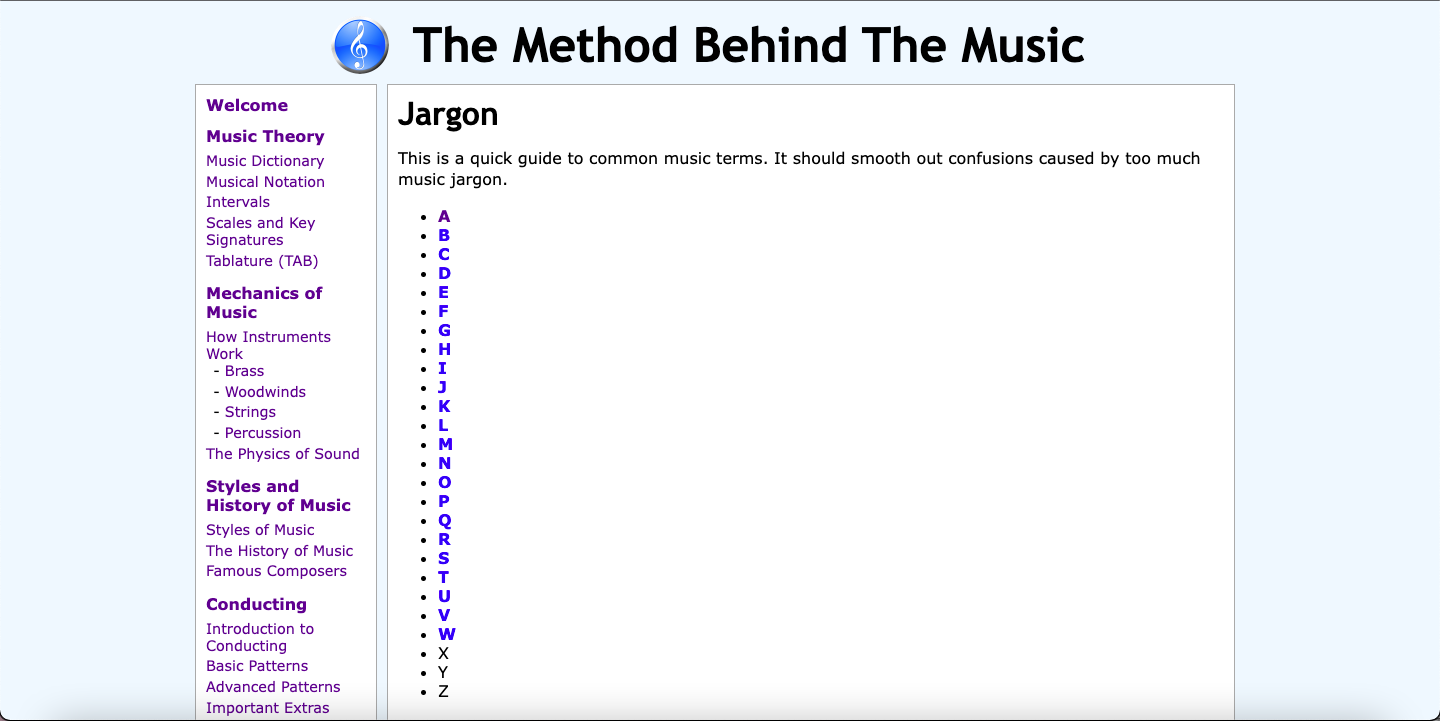 The Method Behind The Music
Welcome
Music Theory
Music Dictionary
Musical Notation
Intervals
Scales and Key
Signatures
Tablature (TAB)
Mechanics of
Music
How Instruments
Work
- Brass
- Woodwinds
- Strings
- Percussion
The Physics of Sound
Styles and
History of Music
Styles of Music
The History of Music
Famous Composers
Conducting
Introduction to
Conducting
Basic Patterns
Advanced Patterns
Important Extras
Jargon
This is a quick guide to common music terms. It should smooth out confusions caused by too much
music jargon.
• A
• B
• C
• D
• E
• F
• G
• H
• I
• J
• K
• L
• M
• N
• O
• P
• Q
• R
• S
• T
• U
• V
• W
• X
• Y
• Z